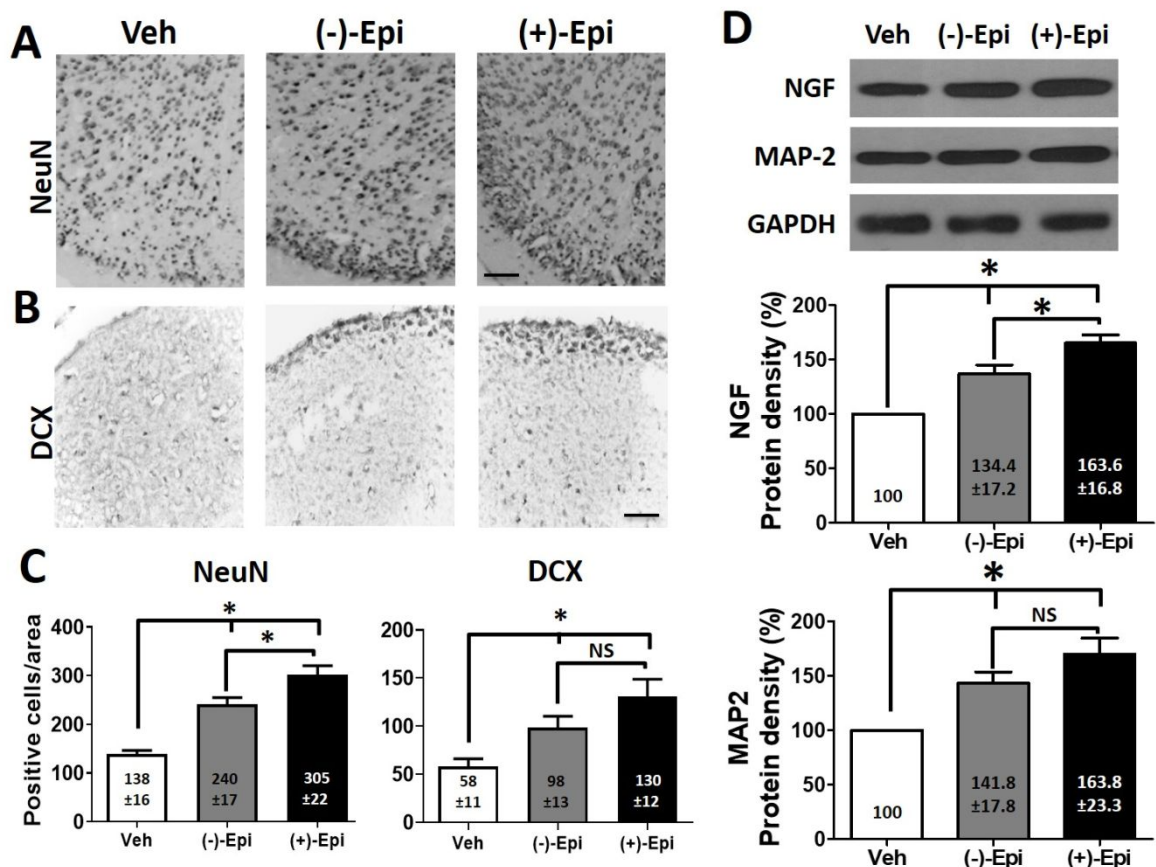 A
Veh (-)-Epi (+)-Epi
NeuN
B
DCX
C
NeuN
Positive cells/area
400
300
200
100
0
*
*
138
±16
240
±17
305
±22
Veh (-)-Epi (+)-Epi
DCX
200
150
100
50
0
*
NS
58
±11
98
±13
130
±12
Veh (-)-Epi (+)-Epi
D
Veh (-)-Epi (+)-Epi
NGF
MAP-2
GAPDH
NGF
Protein density (%)
200
150
100
50
0
*
*
100
134.4
±17.2
163.6
±16.8
Veh (-)-Epi (+)-Epi
MAP2
Protein density (%)
200
150
100
50
0
*
NS
100
141.8
±17.8
163.8
±23.3
Veh (-)-Epi (+)-Epi